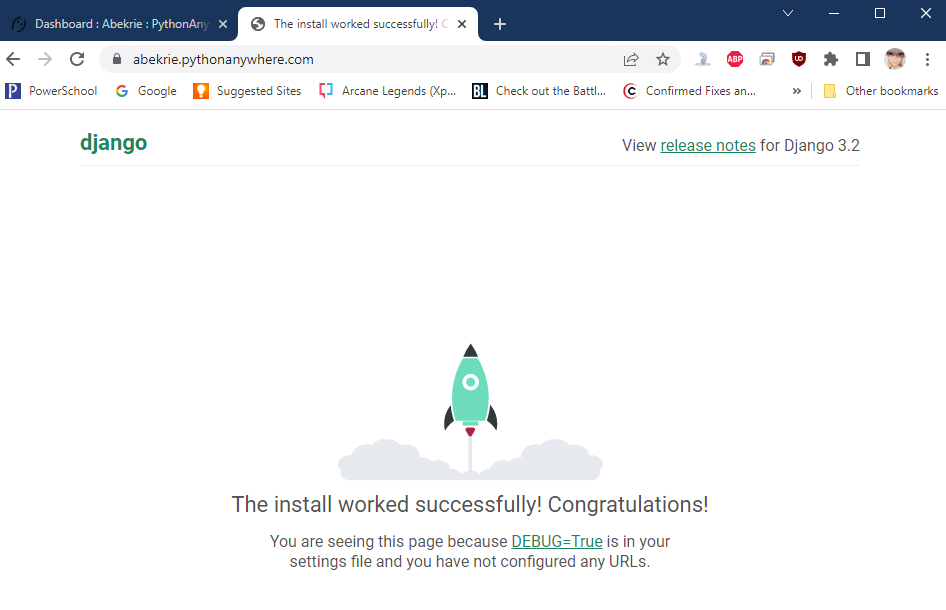 Dashboard : Abekrie : PythonAny
The install worked successfully! C
abekrie.pythonanywhere.com
ABP
P PowerSchool
G Google
Suggested Sites
Arcane Legends (Xp...
BL Check out the Battl...
C Confirmed Fixes an...
»
Other bookmarks
django
View release notes for Django 3.2
The install worked successfully! Congratulations!
You are seeing this page because DEBUG=True is in your
settings file and you have not configured any URLs.